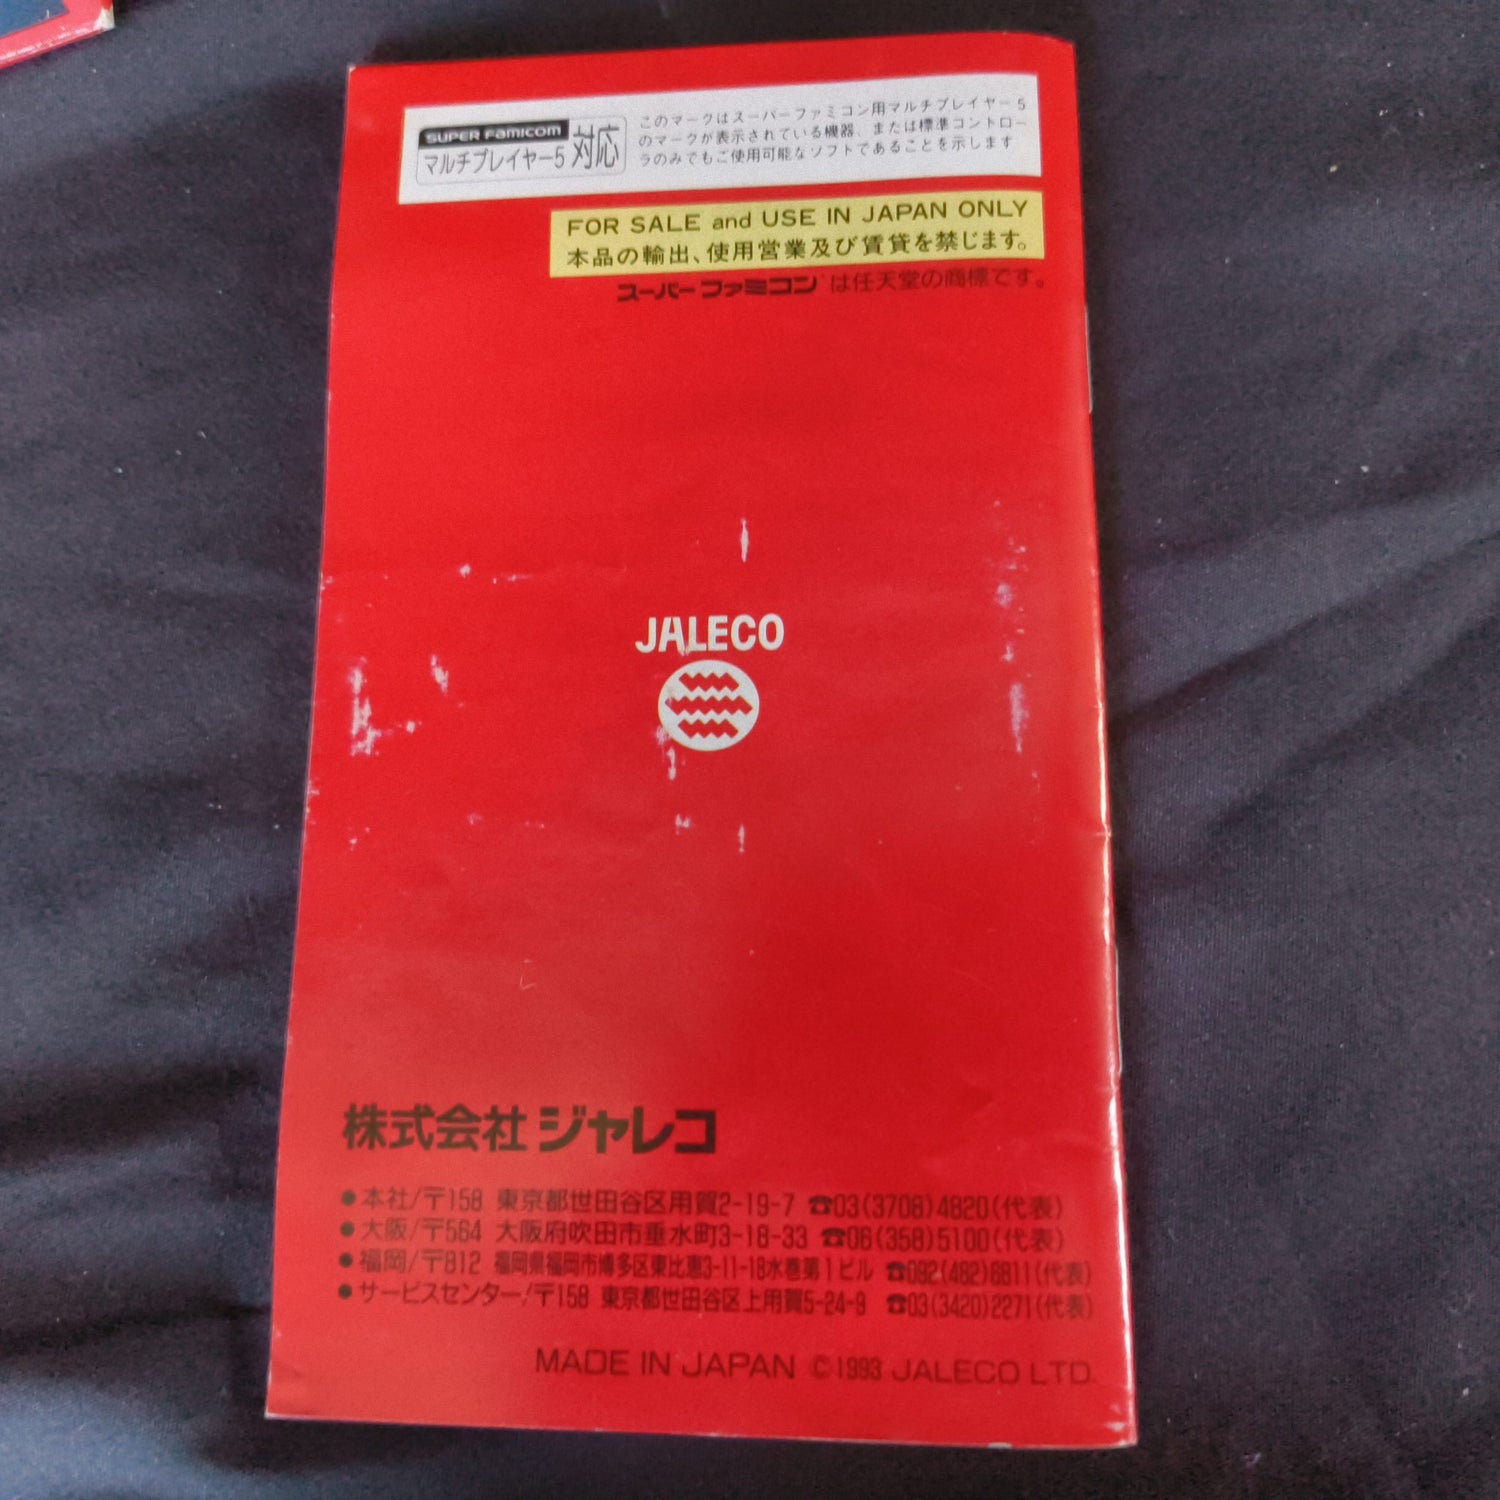 SUPER FAMICOM
マルチプレイヤー5 対応
このマークはスーパーファミコン用マルチプレイヤー5
のマークが表示されている機器、または標準コントロー
ラのみでもご使用可能なソフトであることを示します
FOR SALE and USE IN JAPAN ONLY
本品の輸出、使用営業及び賃貸を禁じます。
スーパーファミコンは任天堂の商標です。
JALECO
株式会社ジャレコ
●本社/〒158 東京都世田谷区用賀2-19-7 ☎03(3708)4820(代表)
●大阪/〒564 大阪府吹田市垂水町3-18-33 ☎06(358)5100(代表)
●福岡/〒812 福岡県福岡市博多区東比恵3-11-18水巻第1ビル ☎092(482)6811(代表)
●サービスセンター/〒158 東京都世田谷区上用賀5-24-9 ☎03(3420)2271(代表)
MADE IN JAPAN ©1993 JALECO LTD.